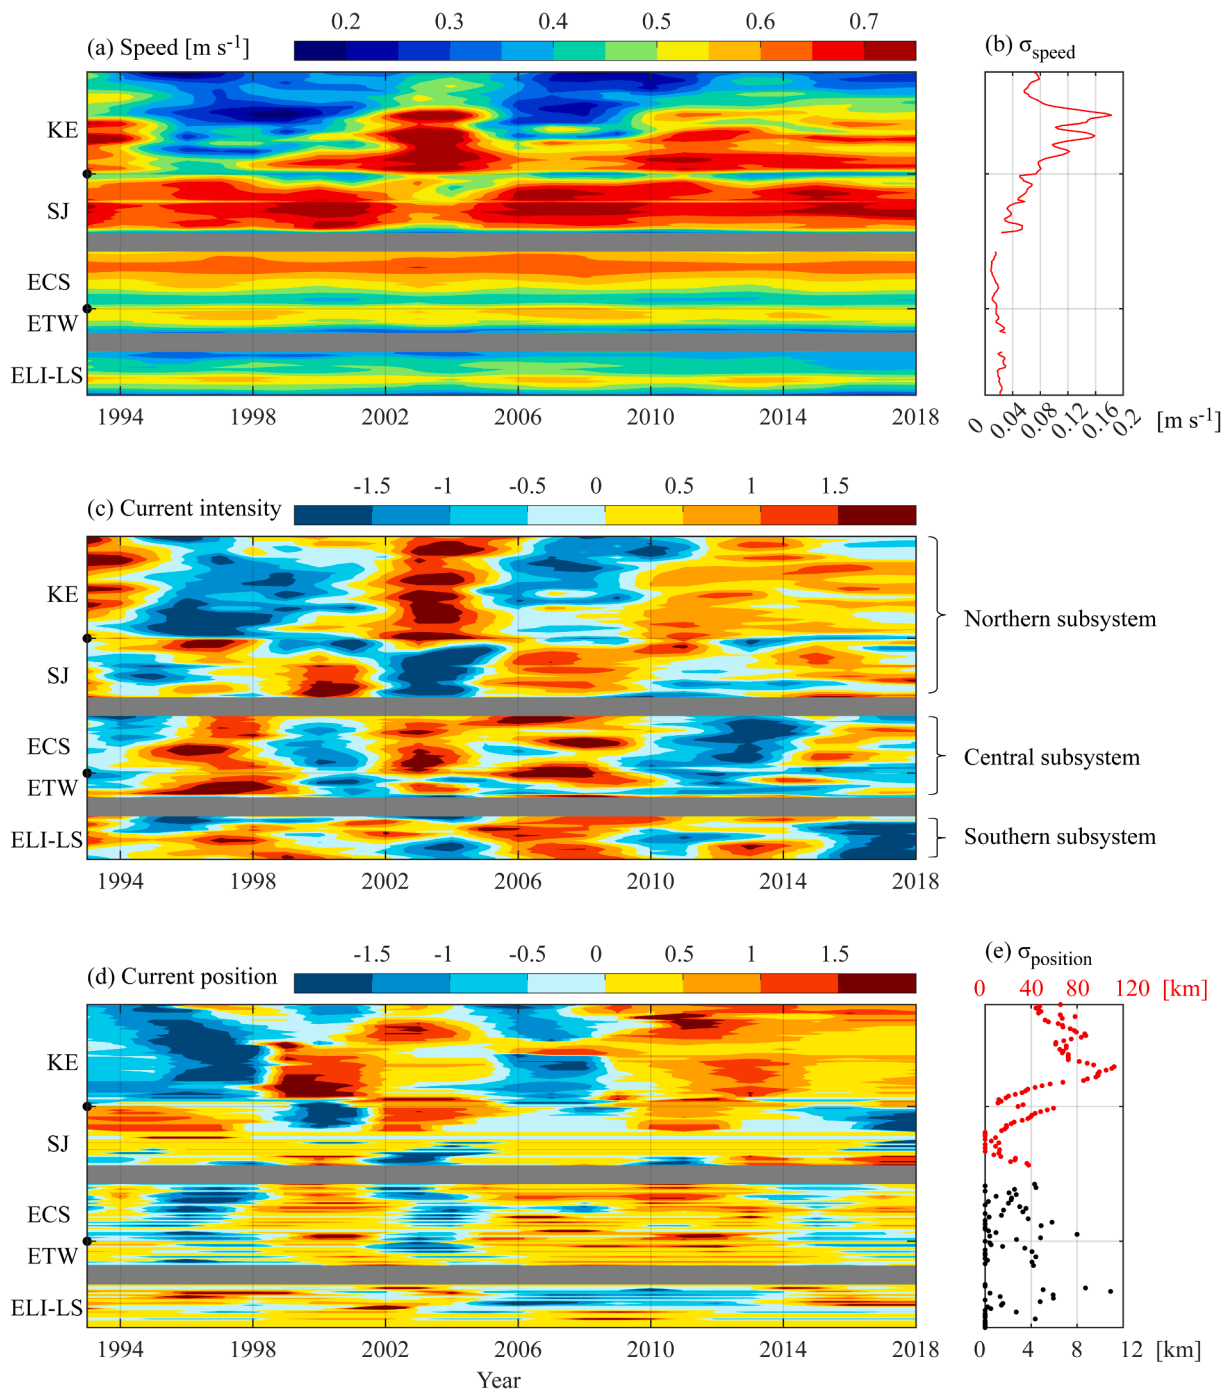 0.2 0.3 0.4 0.5 0.6 0.7
(a) Speed [m s-1]
(b) σspeed
KE
SJ
ECS
ETW
ELI-LS
1994 1998 2002 2006 2010 2014 2018
0 0.04 0.08 0.12 0.16 0.2 [m s-1]
-1.5 -1 -0.5 0 0.5 1 1.5
(c) Current intensity
KE
Northern subsystem
SJ
ECS
Central subsystem
ETW
ELI-LS
Southern subsystem
1994 1998 2002 2006 2010 2014 2018
-1.5 -1 -0.5 0 0.5 1 1.5
(d) Current position
(e) σposition
0 40 80 120 [km]
KE
SJ
ECS
ETW
ELI-LS
1994 1998 2002 2006 2010 2014 2018
0 4 8 12 [km]
Year